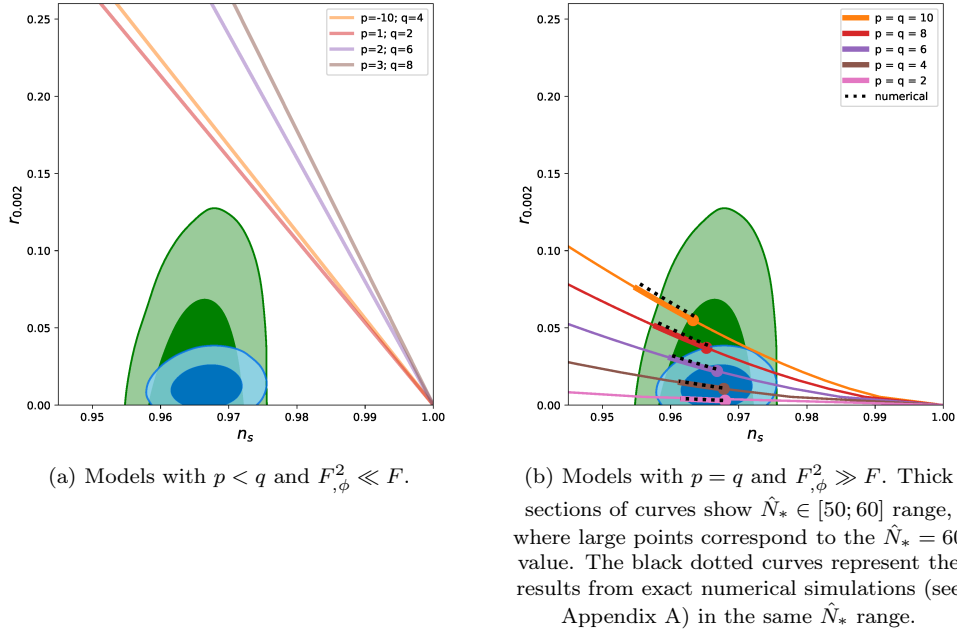 0.25
0.20
0.15
0.10
0.05
0.00
r0.002
0.95
0.96
0.97
0.98
0.99
1.00
ns
p=-10; q=4
p=1; q=2
p=2; q=6
p=3; q=8
(a) Models with p < q and F²,ϕ ≪ F.
0.25
0.20
0.15
0.10
0.05
0.00
r0.002
0.95
0.96
0.97
0.98
0.99
1.00
ns
p = q = 10
p = q = 8
p = q = 6
p = q = 4
p = q = 2
numerical
(b) Models with p = q and F²,ϕ ≫ F. Thick
sections of curves show N̂* ∈ [50; 60] range,
where large points correspond to the N̂* = 60
value. The black dotted curves represent the
results from exact numerical simulations (see
Appendix A) in the same N̂* range.